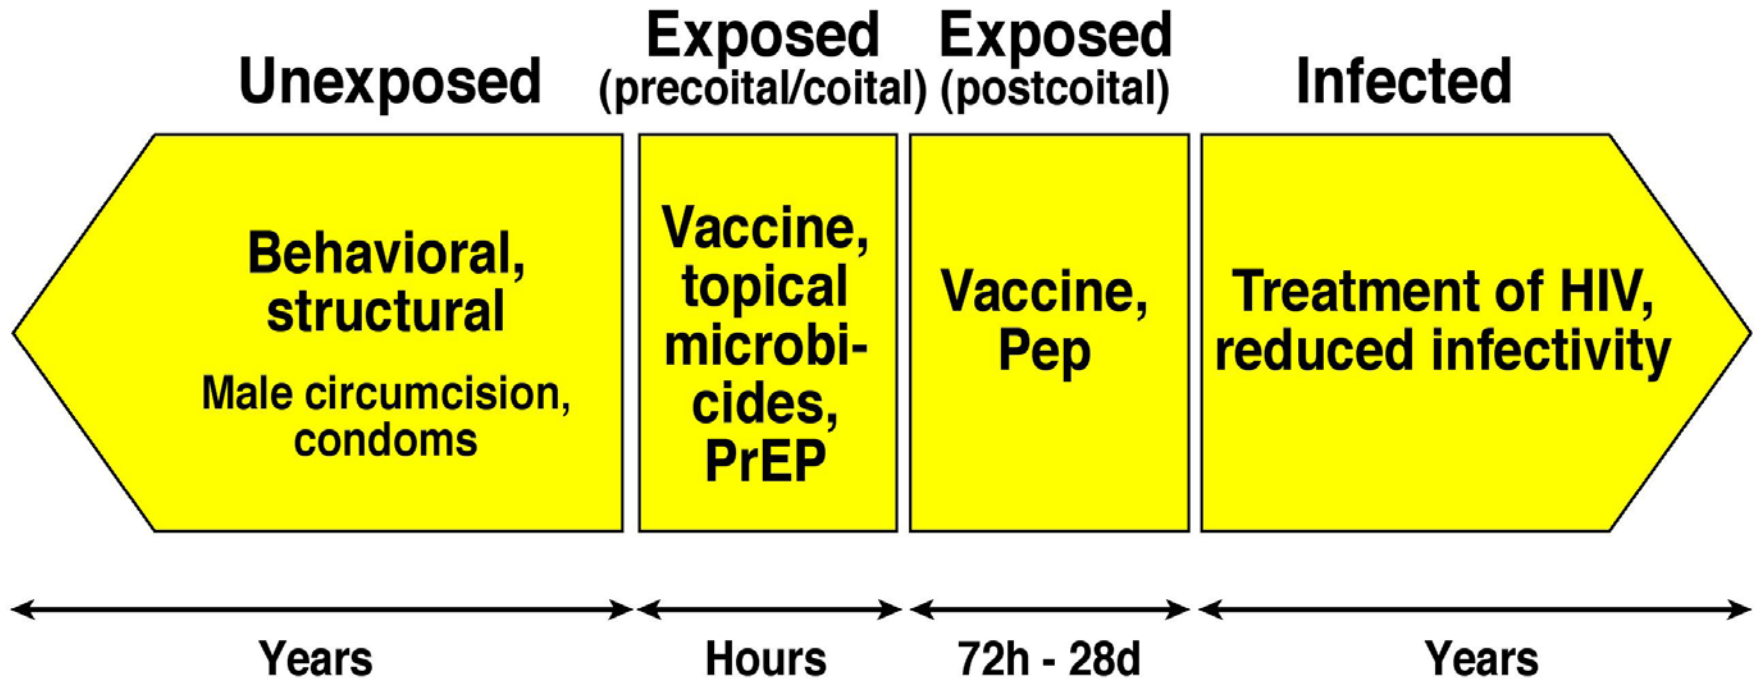 Unexposed
Exposed
(precoital/coital)
Exposed
(postcoital)
Infected
Behavioral,
structural
Male circumcision,
condoms
Vaccine,
topical
microbi-
cides,
PrEP
Vaccine,
Pep
Treatment of HIV,
reduced infectivity
Years
Hours
72h - 28d
Years